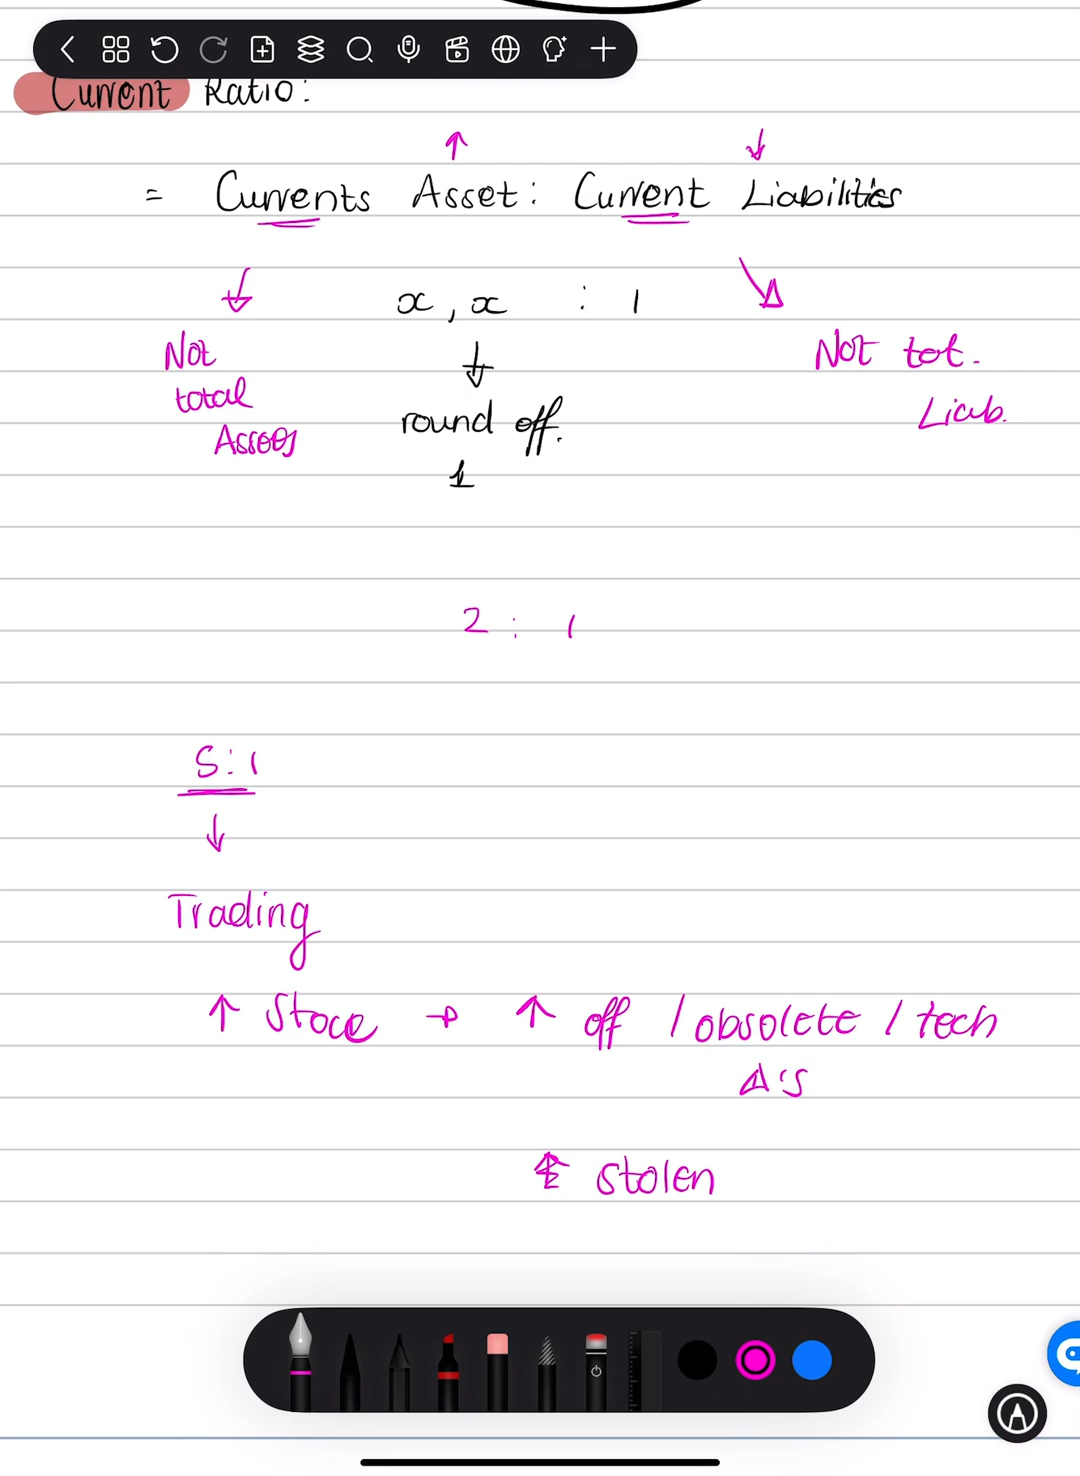 Current Ratio:
= Currents Asset : Current Liabilities
x,x : 1
Not total Assets
Not tot. Liab.
round off.
1
2 : 1
5:1
Trading
↑ Stock → ↑ off / obsolete / tech
Δ's
↑ stolen